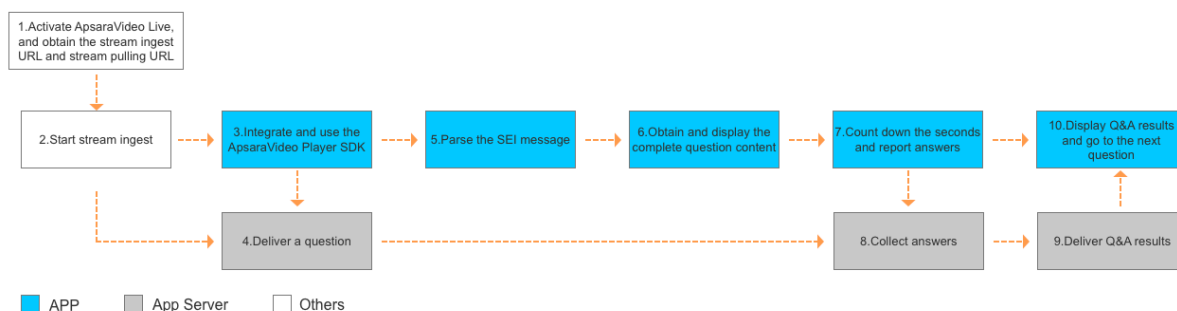 1.Activate ApsaraVideo Live,
and obtain the stream ingest
URL and stream pulling URL
2.Start stream ingest
3.Integrate and use the
ApsaraVideo Player SDK
5.Parse the SEI message
6.Obtain and display the
complete question content
7.Count down the seconds
and report answers
10.Display Q&A results
and go to the next
question
4.Deliver a question
8.Collect answers
9.Deliver Q&A results
APP
App Server
Others